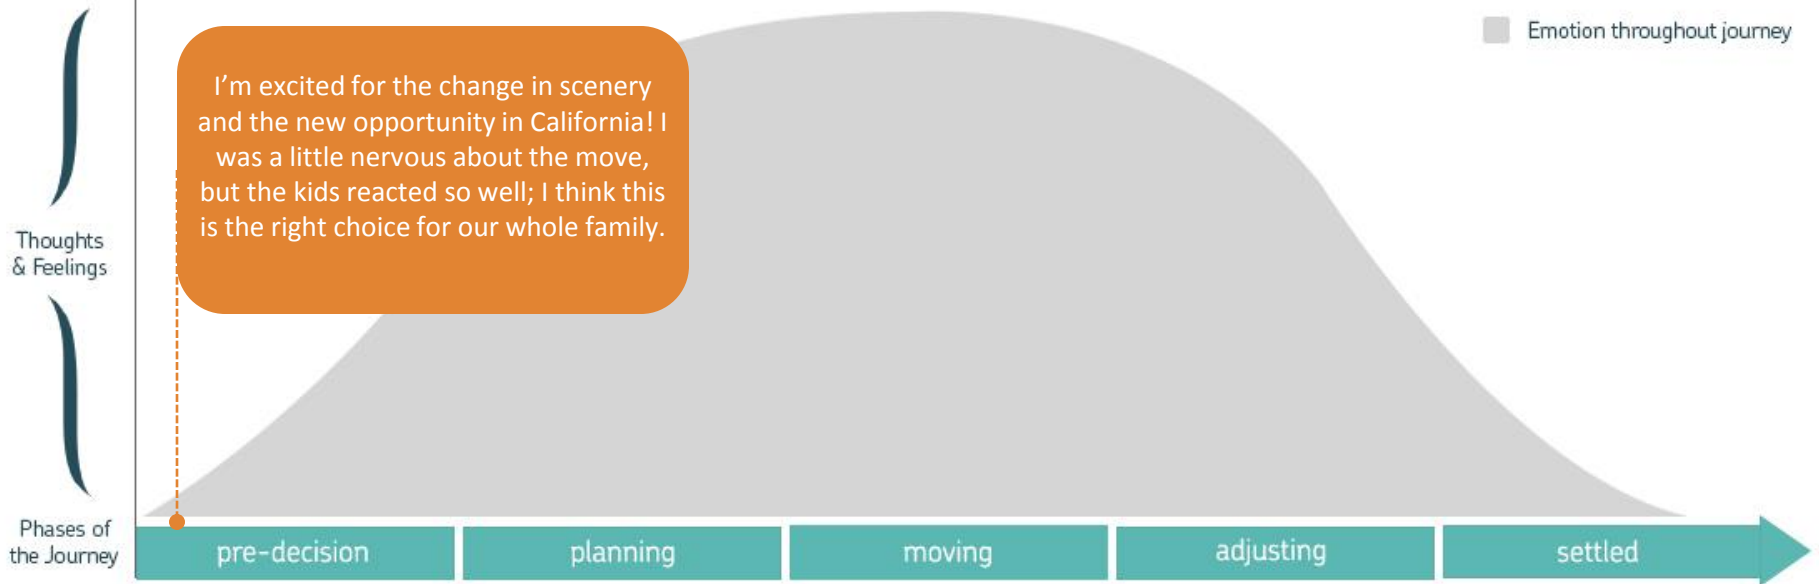 Emotion throughout journey
I’m excited for the change in scenery
and the new opportunity in California! I
was a little nervous about the move,
but the kids reacted so well; I think this
is the right choice for our whole family.
Thoughts
& Feelings
Phases of
the Journey
pre-decision
planning
moving
adjusting
settled